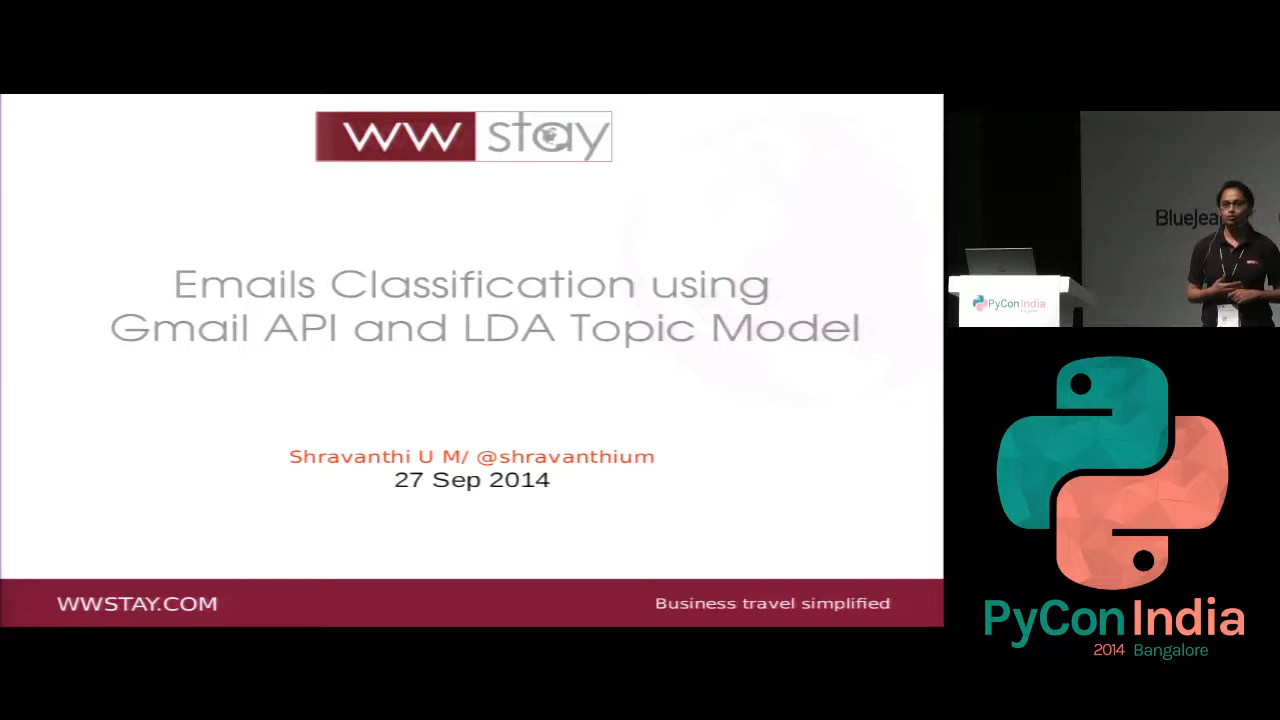 ww stay
Emails Classification using
Gmail API and LDA Topic Model
Shravanthi U M/ @shravanthium
27 Sep 2014
WWSTAY.COM
Business travel simplified
PyCon India
PyCon India
2014 Bangalore